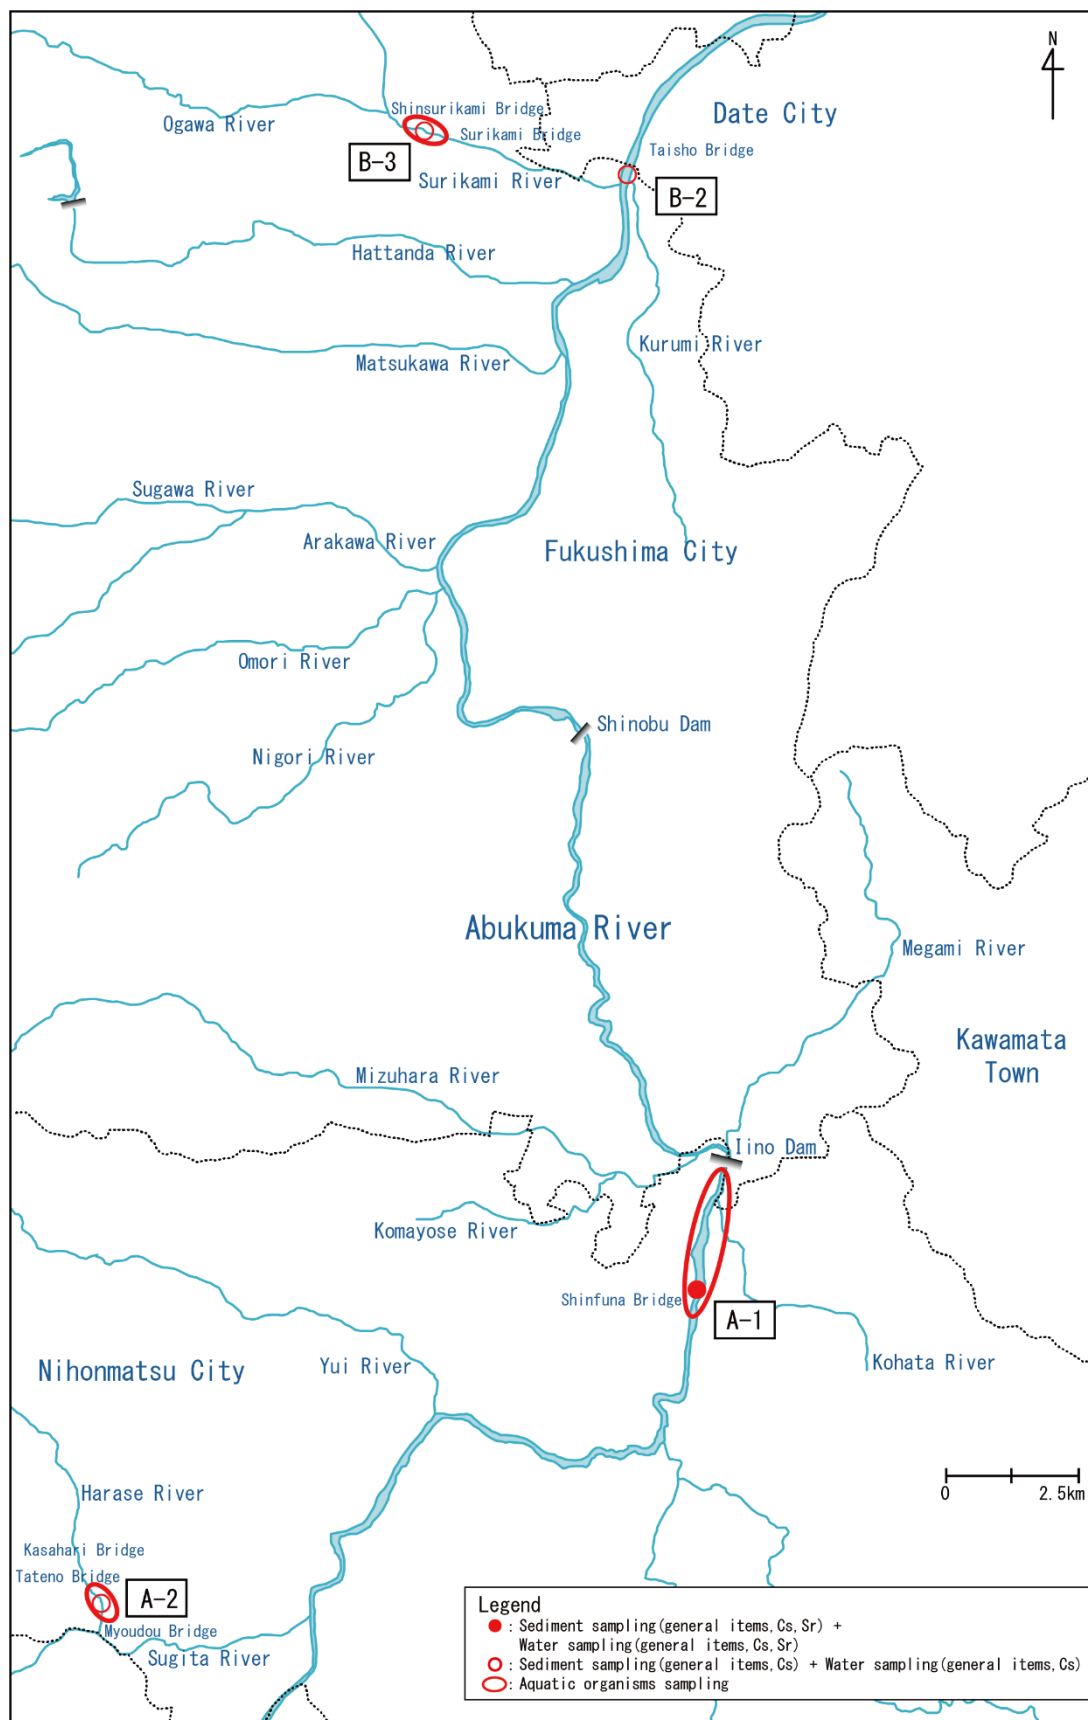 N
Date City
Shinsurikami Bridge
Ogawa River
Surikami Bridge
Taisho Bridge
B-3
Surikami River
B-2
Hattanda River
Kurumi River
Matsukawa River
Sugawa River
Arakawa River
Fukushima City
Omori River
Shinobu Dam
Nigori River
Abukuma River
Megami River
Kawamata
Town
Mizuhara River
Iino Dam
Komayose River
Shinfuna Bridge
A-1
Yui River
Kohata River
Nihonmatsu City
Harase River
0 2.5km
Kasahari Bridge
Tateno Bridge
A-2
Myoudou Bridge
Sugita River
Legend
: Sediment sampling(general items,Cs,Sr) +
Water sampling(general items,Cs,Sr)
: Sediment sampling(general items,Cs) + Water sampling(general items,Cs)
: Aquatic organisms sampling